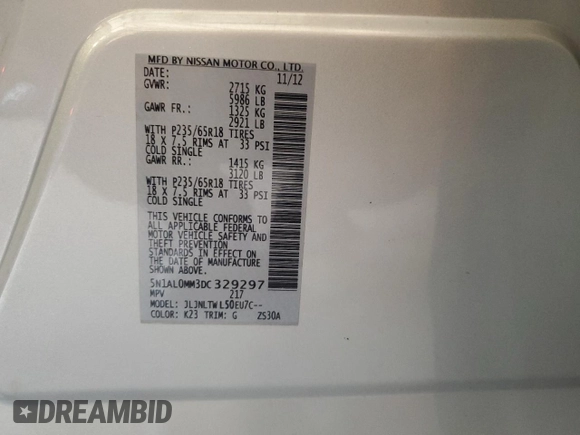 MFD BY NISSAN MOTOR CO., LTD.
DATE: 11/12
GVWR: 2715 KG
5986 LB
GAWR FR.: 1325 KG
2921 LB
WITH P235/65R18 TIRES
18 X 7.5 RIMS AT 33 PSI
COLD SINGLE
GAWR RR.: 1415 KG
3120 LB
WITH P235/65R18 TIRES
18 X 7.5 RIMS AT 33 PSI
COLD SINGLE
THIS VEHICLE CONFORMS TO
ALL APPLICABLE FEDERAL
MOTOR VEHICLE SAFETY AND
THEFT PREVENTION
STANDARDS IN EFFECT ON
THE DATE OF MANUFACTURE
SHOWN ABOVE.
5N1AL0MM3DC329297
MPV 217
MODEL: JLJNLTWL50EU7C--
COLOR: K23 TRIM: G ZS30A
DREAMBID